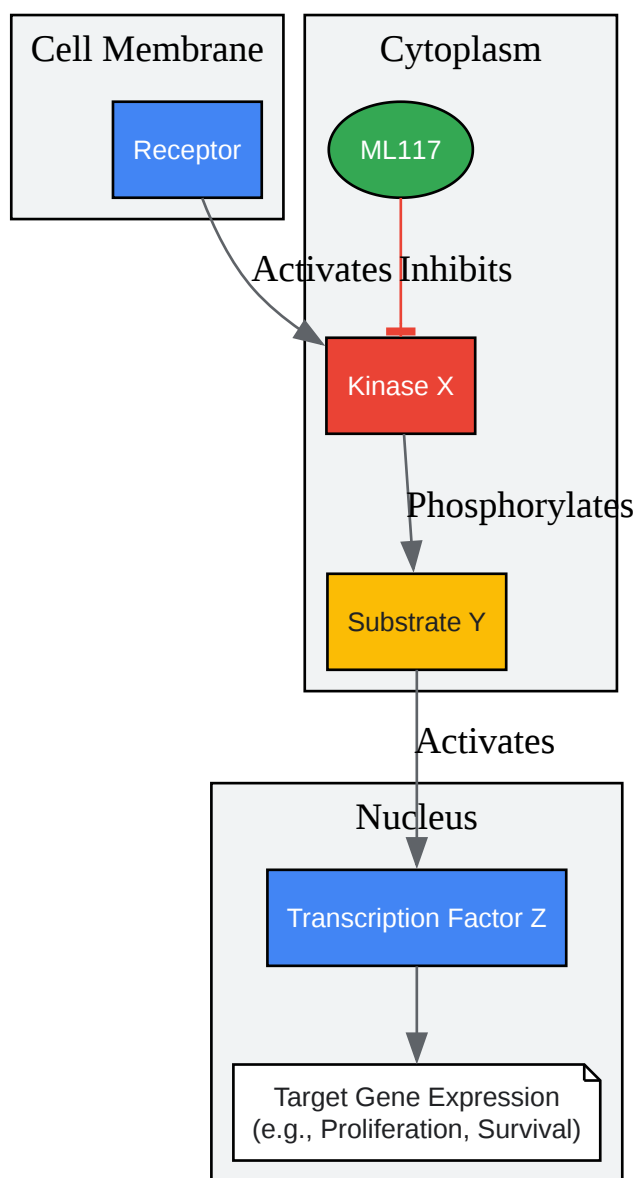 Cell Membrane
Cytoplasm
Receptor
ML117
Activates
Inhibits
Kinase X
Phosphorylates
Substrate Y
Activates
Nucleus
Transcription Factor Z
Target Gene Expression
(e.g., Proliferation, Survival)